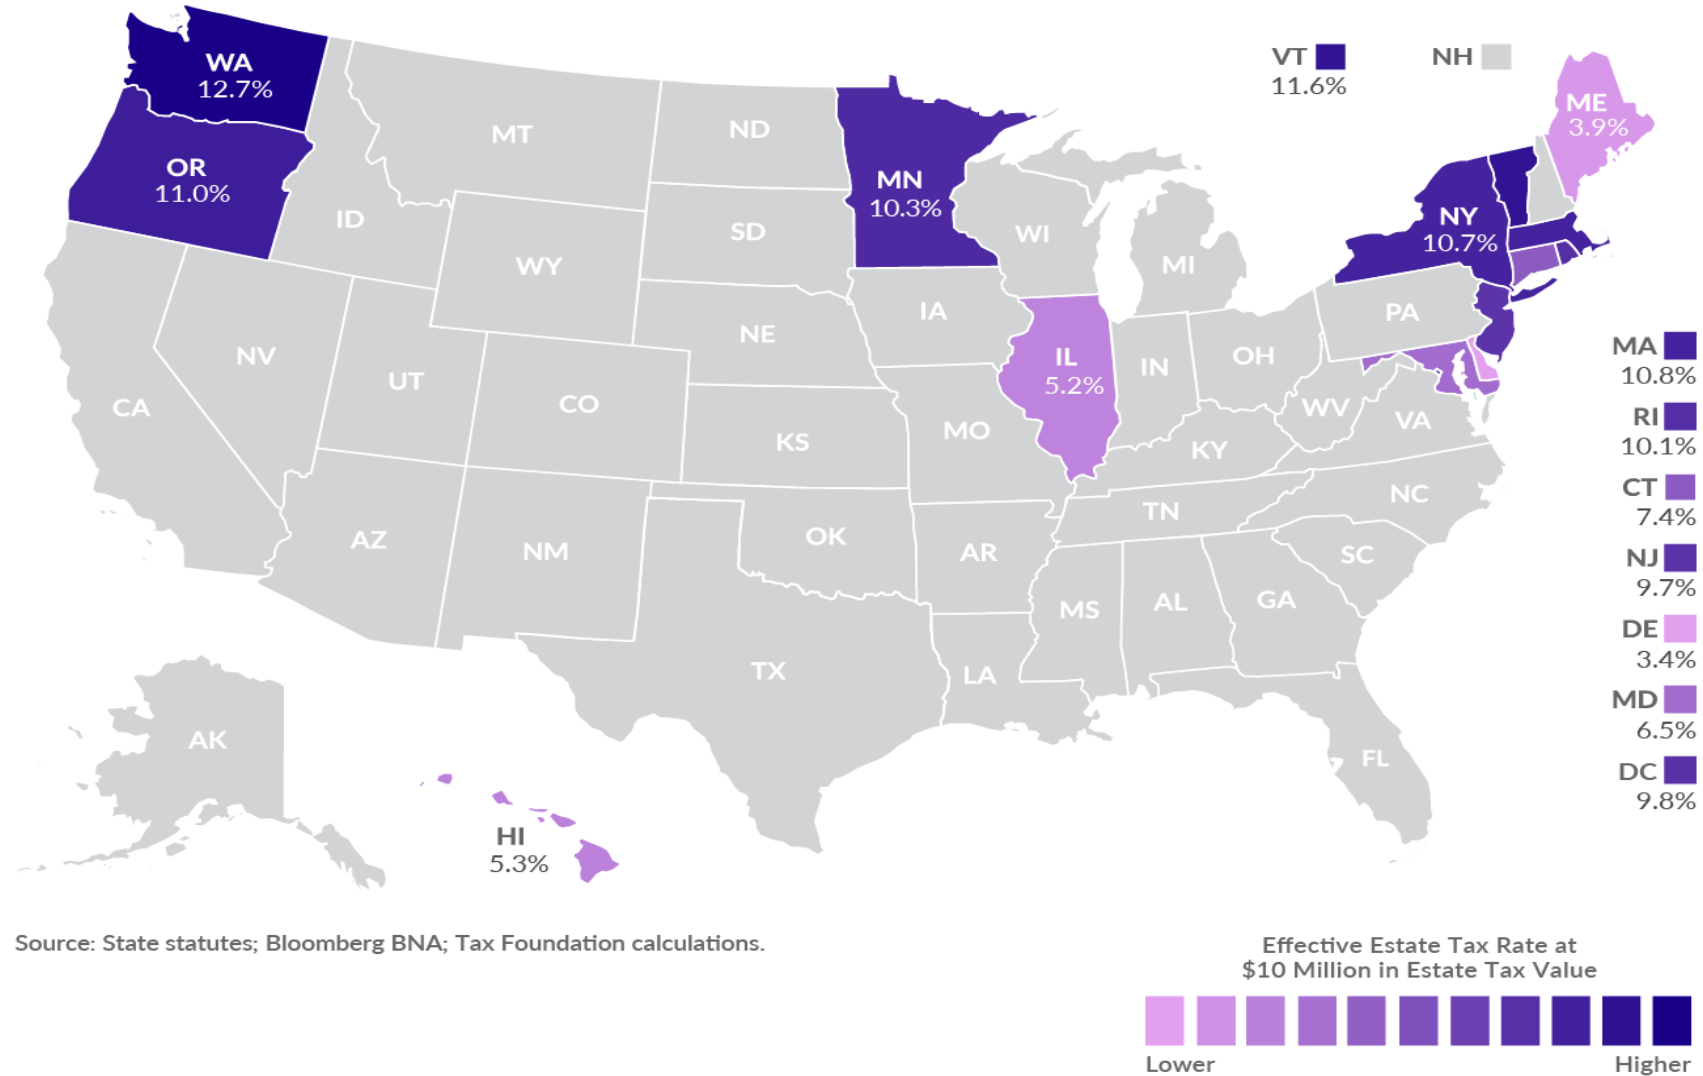 WA
12.7%
OR
11.0%
MT
ID
ND
MN
10.3%
VT
11.6%
NH
ME
3.9%
NY
10.7%
SD
WI
MI
WY
NE
IA
IL
5.2%
IN
OH
PA
NV
UT
CO
CA
KS
MO
KY
WV
VA
MA
10.8%
RI
10.1%
CT
7.4%
NJ
9.7%
DE
3.4%
MD
6.5%
DC
9.8%
AZ
NM
OK
AR
TN
NC
SC
MS
AL
GA
TX
LA
FL
AK
HI
5.3%
Source: State statutes; Bloomberg BNA; Tax Foundation calculations.
Effective Estate Tax Rate at
$10 Million in Estate Tax Value
Lower
Higher